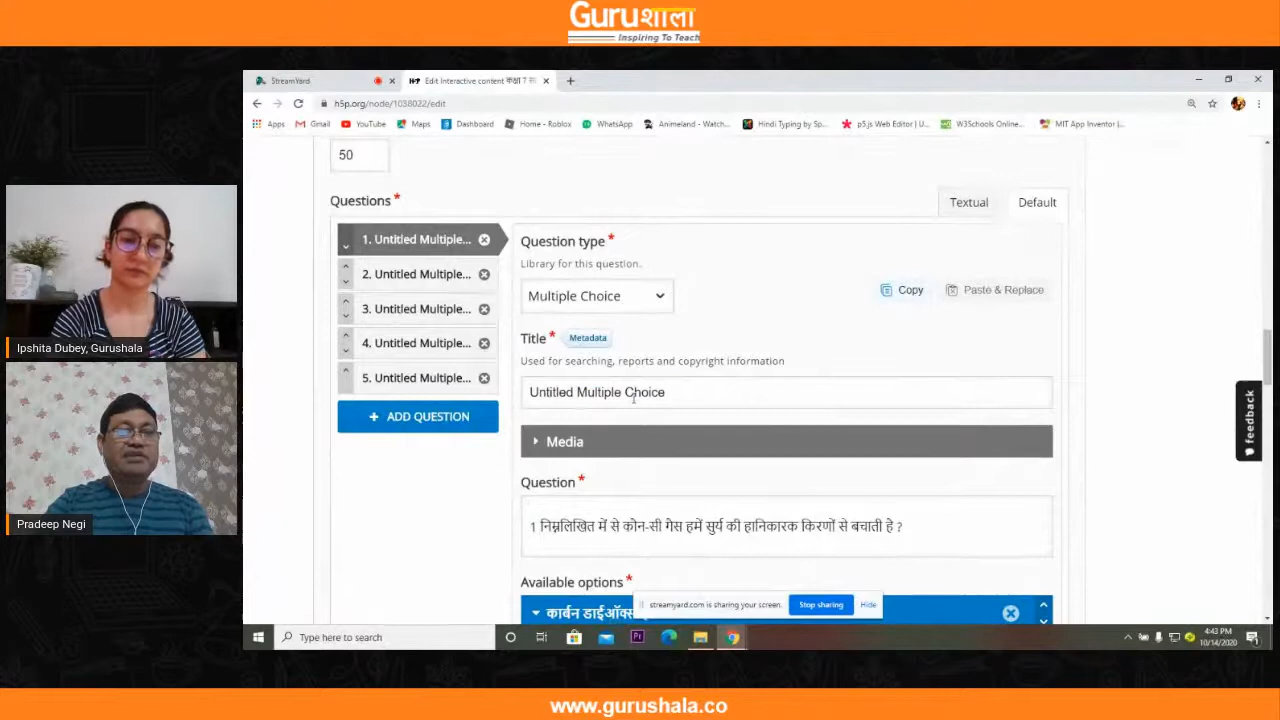 Guruशाला
Inspiring To Teach
StreamYard
H5P Edit Interactive content कक्षा 7
h5p.org/node/1038022/edit
Apps Gmail YouTube Maps Dashboard Home - Roblox WhatsApp Animeland - Watch... Hindi Typing by Sp... p5.js Web Editor | U... W3Schools Online... MIT App Inventor |...
50
Questions *
Textual Default
1. Untitled Multiple...
2. Untitled Multiple...
3. Untitled Multiple...
4. Untitled Multiple...
5. Untitled Multiple...
+ ADD QUESTION
Question type *
Library for this question.
Multiple Choice
Copy Paste & Replace
Title * Metadata
Used for searching, reports and copyright information
Untitled Multiple Choice
Media
Question *
1 निम्नलिखित में से कोन-सी गेस हमें सुर्य की हानिकारक किरणों से बचाती हे ?
Available options *
कार्बन डाईऑक्स
streamyard.com is sharing your screen. Stop sharing Hide
feedback
Ipshita Dubey, Gurushala
Pradeep Negi
Type here to search
Pr
4:43 PM
10/14/2020
www.gurushala.co